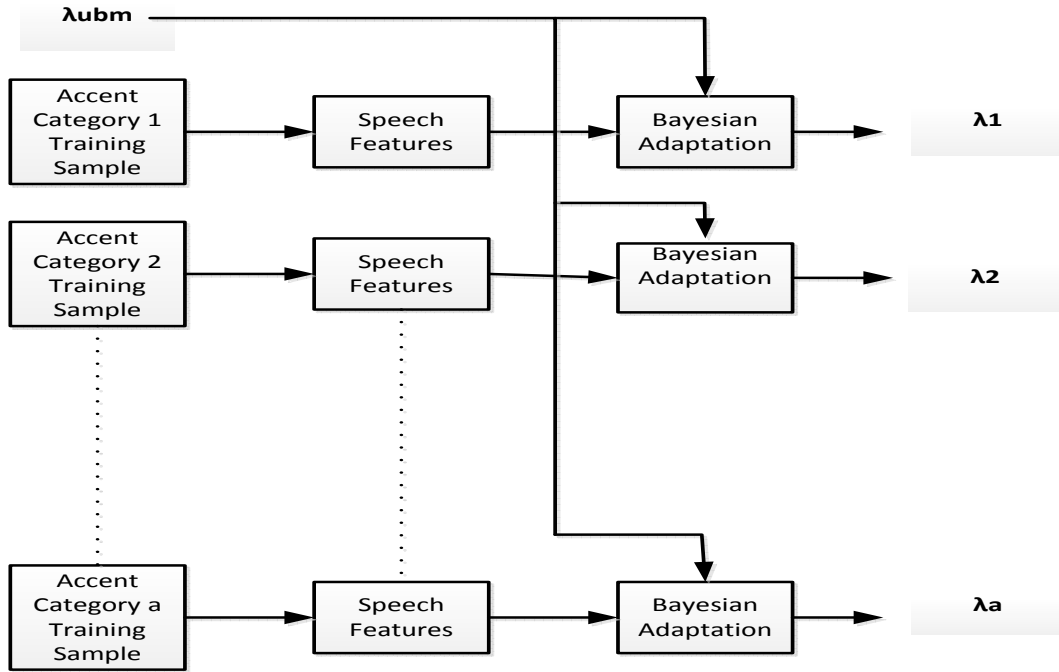 λubm
Accent
Category 1
Training
Sample
Speech
Features
Bayesian
Adaptation
λ1
Accent
Category 2
Training
Sample
Speech
Features
Bayesian
Adaptation
λ2
Accent
Category a
Training
Sample
Speech
Features
Bayesian
Adaptation
λa